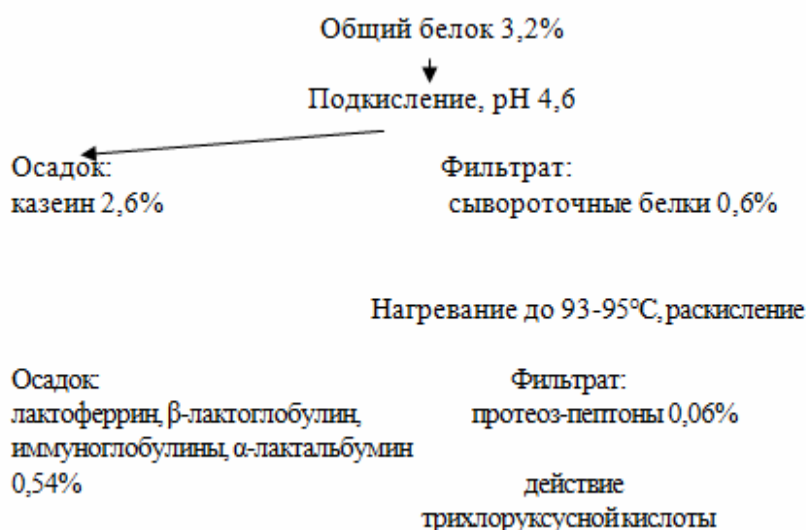 Общий белок 3,2%
Подкисление, рН 4,6
Осадок: Фильтрат:
казеин 2,6% сывороточные белки 0,6%
Нагревание до 93-95°С, раскисление
Осадок: Фильтрат:
лактоферрин, β-лактоглобулин, протеоз-пептоны 0,06%
иммуноглобулины, α-лактальбумин
0,54% действие
трихлоруксусной кислоты